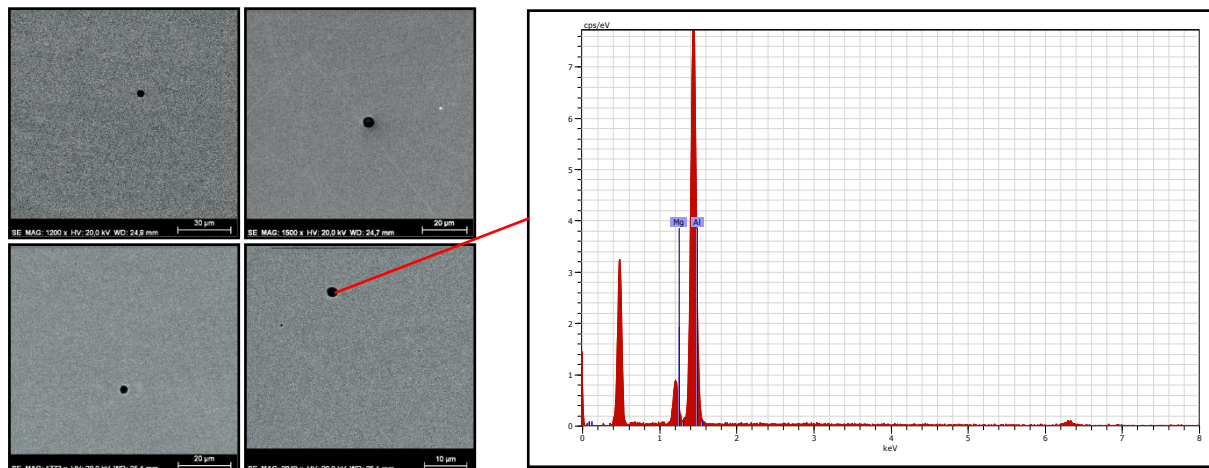 30 µm
SE MAG: 1200 x HV: 20,0 kV WD: 24,8 mm
20 µm
SE MAG: 1500 x HV: 20,0 kV WD: 24,7 mm
20 µm
10 µm
cps/eV
7
6
5
4
3
2
1
0
Mg Al
0 1 2 3 4 5 6 7 8
keV